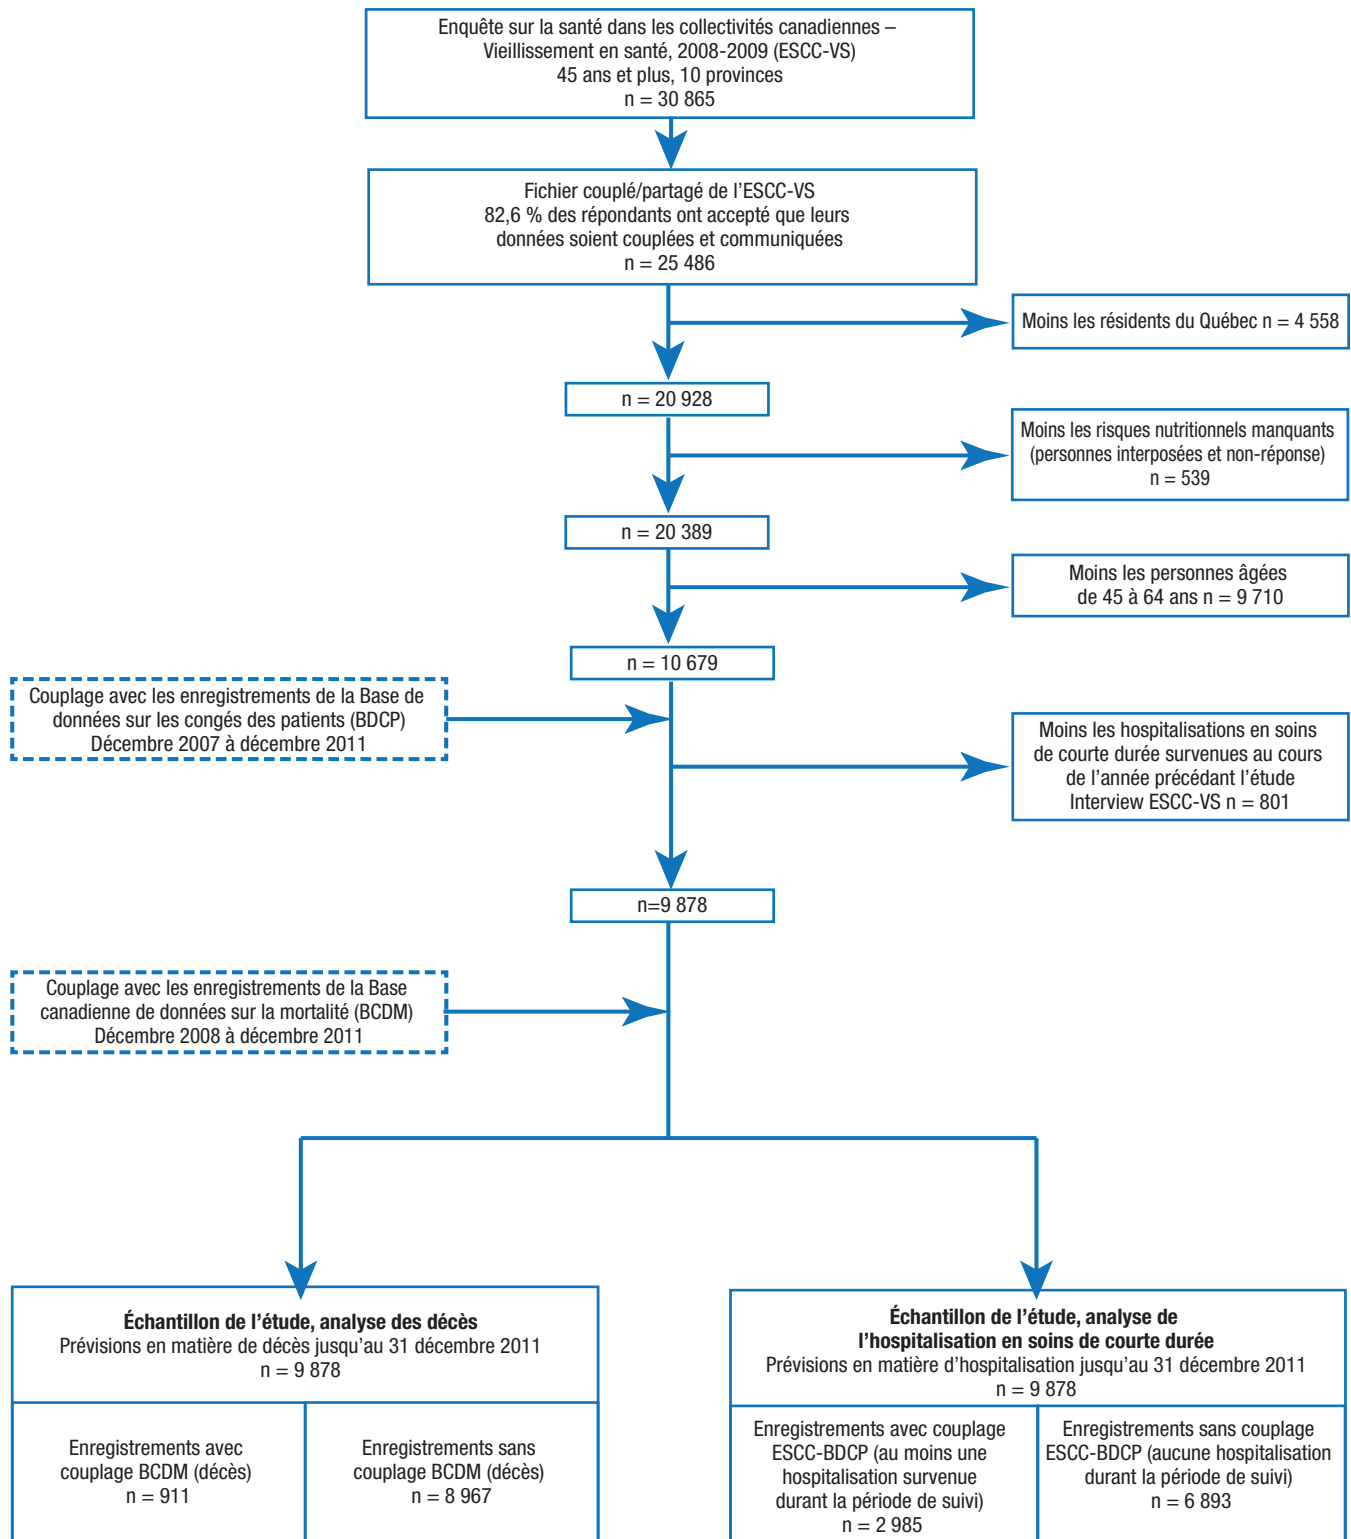 Enquête sur la santé dans les collectivités canadiennes –
Vieillissement en santé, 2008-2009 (ESCC-VS)
45 ans et plus, 10 provinces
n = 30 865
Fichier couplé/partagé de l’ESCC-VS
82,6 % des répondants ont accepté que leurs
données soient couplées et communiquées
n = 25 486
Moins les résidents du Québec n = 4 558
n = 20 928
Moins les risques nutritionnels manquants
(personnes interposées et non-réponse)
n = 539
n = 20 389
Moins les personnes âgées
de 45 à 64 ans n = 9 710
n = 10 679
Couplage avec les enregistrements de la Base de
données sur les congés des patients (BDCP)
Décembre 2007 à décembre 2011
Moins les hospitalisations en soins
de courte durée survenues au cours
de l’année précédant l’étude
Interview ESCC-VS n = 801
n=9 878
Couplage avec les enregistrements de la Base
canadienne de données sur la mortalité (BCDM)
Décembre 2008 à décembre 2011
Échantillon de l’étude, analyse des décès
Prévisions en matière de décès jusqu’au 31 décembre 2011
n = 9 878
Enregistrements avec
couplage BCDM (décès)
n = 911
Enregistrements sans
couplage BCDM (décès)
n = 8 967
Échantillon de l’étude, analyse de
l’hospitalisation en soins de courte durée
Prévisions en matière d’hospitalisation jusqu’au 31 décembre 2011
n = 9 878
Enregistrements avec couplage
ESCC-BDCP (au moins une
hospitalisation survenue
durant la période de suivi)
n = 2 985
Enregistrements sans couplage
ESCC-BDCP (aucune hospitalisation
durant la période de suivi)
n = 6 893